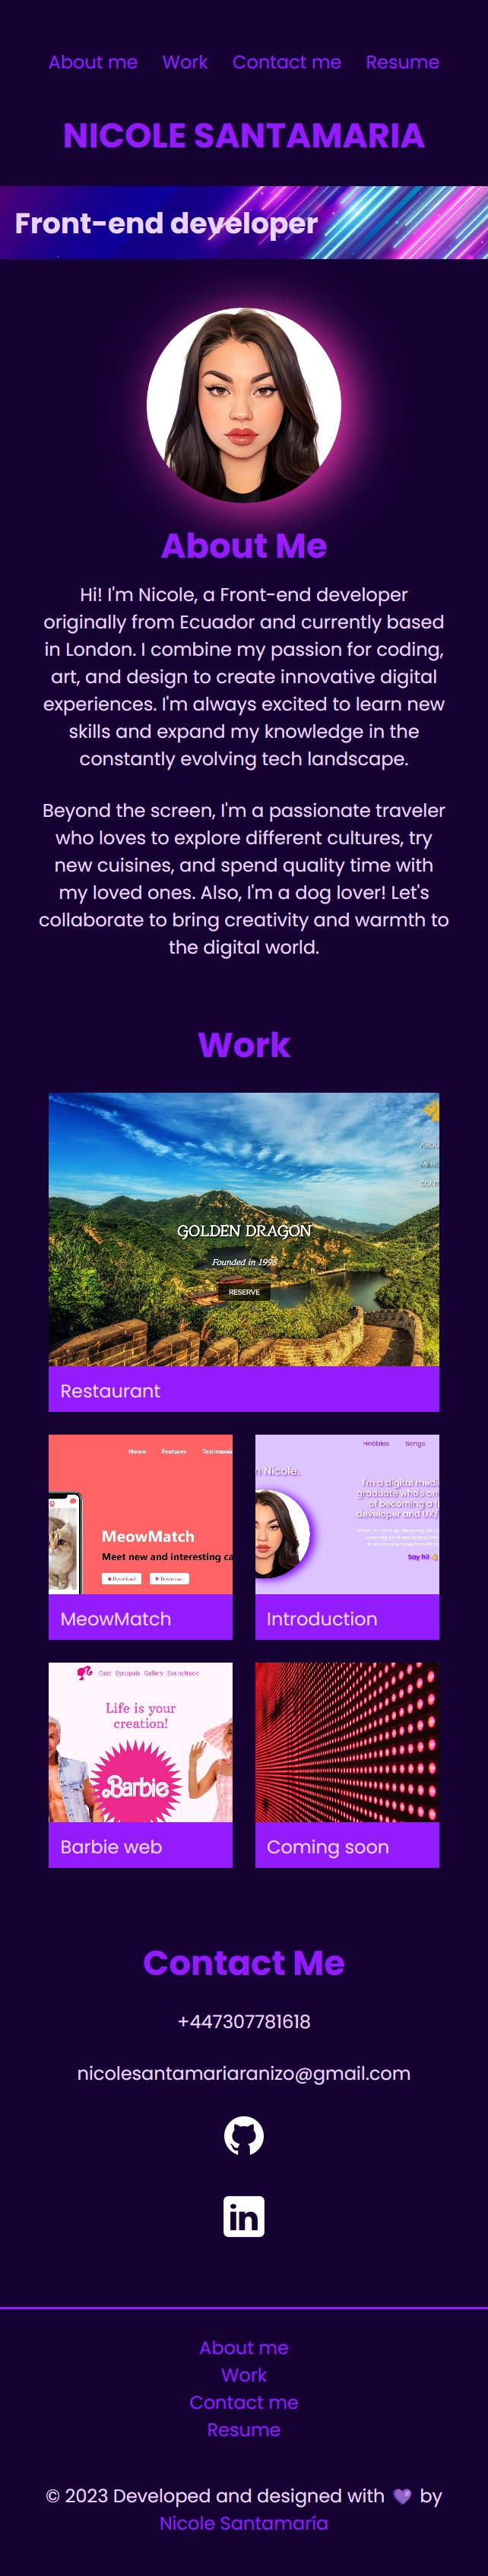 About me Work Contact me Resume
NICOLE SANTAMARIA
Front-end developer
About Me
Hi! I'm Nicole, a Front-end developer
originally from Ecuador and currently based
in London. I combine my passion for coding,
art, and design to create innovative digital
experiences. I'm always excited to learn new
skills and expand my knowledge in the
constantly evolving tech landscape.
Beyond the screen, I'm a passionate traveler
who loves to explore different cultures, try
new cuisines, and spend quality time with
my loved ones. Also, I'm a dog lover! Let's
collaborate to bring creativity and warmth to
the digital world.
Work
GOLDEN DRAGON
Founded in 1998
RESERVE
Restaurant
Home Features Testimonia
MeowMatch
Meet new and interesting ca
Download
MeowMatch
Hobbies Songs
Nicole.
I'm a digital med
graduate who's on
of becoming a f
developer and UX/
Say hi! 👋
Introduction
Cast Synopsis Gallery Soundtrack
Life is your
creation!
Barbie
Barbie web
Coming soon
Contact Me
+447307781618
nicolesantamariaranizo@gmail.com
in
About me
Work
Contact me
Resume
© 2023 Developed and designed with 💜 by
Nicole Santamaría